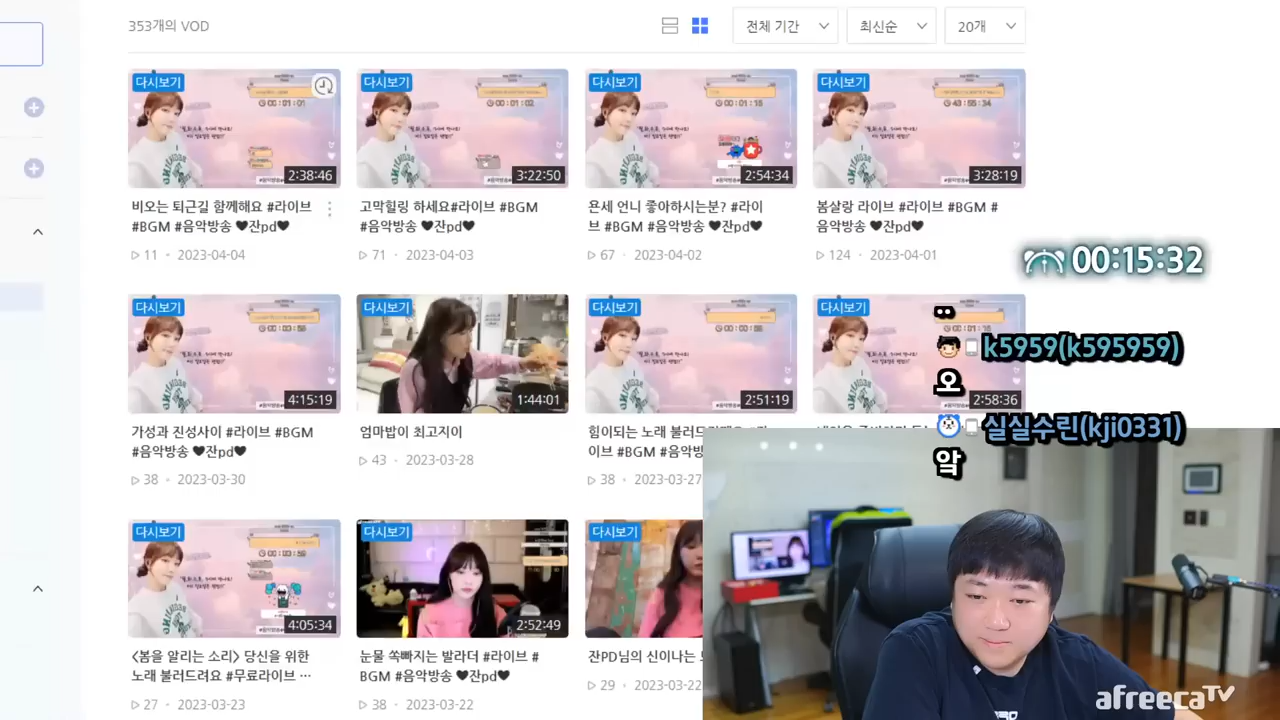 353개의 VOD
전체 기간
최신순
20개
다시보기
다시보기
다시보기
다시보기
2:38:46
3:22:50
2:54:34
3:28:19
비오는 퇴근길 함께해요 #라이브
#BGM #음악방송 ♥잔pd♥
11 · 2023-04-04
고막힐링 하세요#라이브 #BGM
#음악방송 ♥잔pd♥
71 · 2023-04-03
욘세 언니 좋아하시는분? #라이
브 #BGM #음악방송 ♥잔pd♥
67 · 2023-04-02
봄살랑 라이브 #라이브 #BGM #
음악방송 ♥잔pd♥
124 · 2023-04-01
00:15:32
다시보기
다시보기
다시보기
다시보기
4:15:19
1:44:01
2:51:19
2:58:36
가성과 진성사이 #라이브 #BGM
#음악방송 ♥잔pd♥
38 · 2023-03-30
엄마밥이 최고지이
43 · 2023-03-28
힘이되는 노래 불러드
이브 #BGM #음악방송
38 · 2023-03-27
k5959(k595959)
오
실실수린(kji0331)
앜
다시보기
다시보기
다시보기
4:05:34
2:52:49
<봄을 알리는 소리> 당신을 위한
노래 불러드려요 #무료라이브 …
27 · 2023-03-23
눈물 쏙빠지는 발라더 #라이브 #
BGM #음악방송 ♥잔pd♥
38 · 2023-03-22
잔PD님의 신이나는
29 · 2023-03-22
afreecaTV